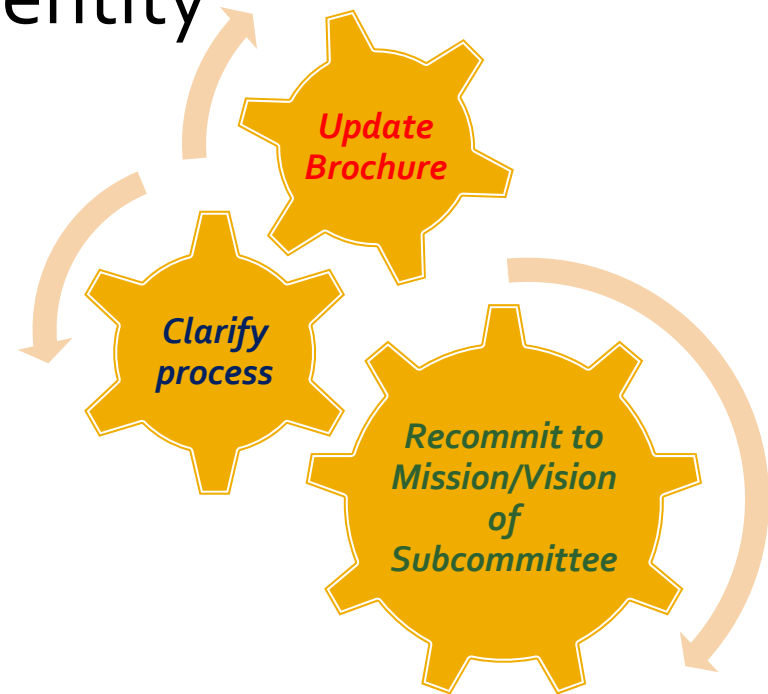 entity
Update
Brochure
Clarify
process
Recommit to
Mission/Vision
of
Subcommittee